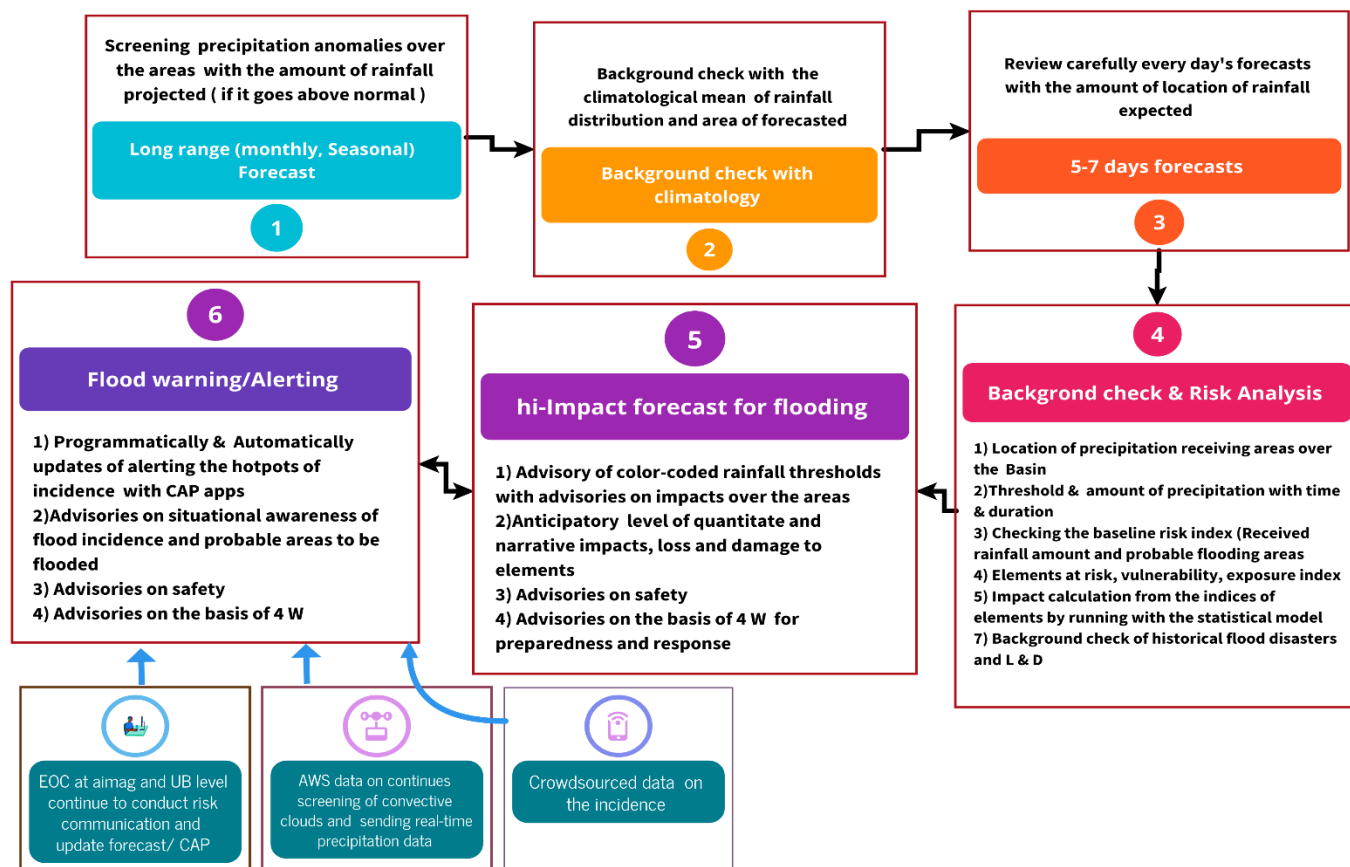 Screening precipitation anomalies over
the areas with the amount of rainfall
projected ( if it goes above normal )
Long range (monthly, Seasonal)
Forecast
1
Background check with the
climatological mean of rainfall
distribution and area of forecasted
Background check with
climatology
2
Review carefully every day's forecasts
with the amount of location of rainfall
expected
5-7 days forecasts
3
4
Backgrond check & Risk Analysis
1) Location of precipitation receiving areas over
the Basin
2)Threshold & amount of precipitation with time
& duration
3) Checking the baseline risk index (Received
rainfall amount and probable flooding areas
4) Elements at risk, vulnerability, exposure index
5) Impact calculation from the indices of
elements by running with the statistical model
7) Background check of historical flood disasters
and L & D
5
hi-Impact forecast for flooding
1) Advisory of color-coded rainfall thresholds
with advisories on impacts over the areas
2)Anticipatory level of quantitate and
narrative impacts, loss and damage to
elements
3) Advisories on safety
4) Advisories on the basis of 4 W for
preparedness and response
6
Flood warning/Alerting
1) Programmatically & Automatically
updates of alerting the hotpots of
incidence with CAP apps
2)Advisories on situational awareness of
flood incidence and probable areas to be
flooded
3) Advisories on safety
4) Advisories on the basis of 4 W
EOC at aimag and UB level
continue to conduct risk
communication and
update forecast/ CAP
AWS data on continues
screening of convective
clouds and sending real-time
precipitation data
Crowdsourced data on
the incidence